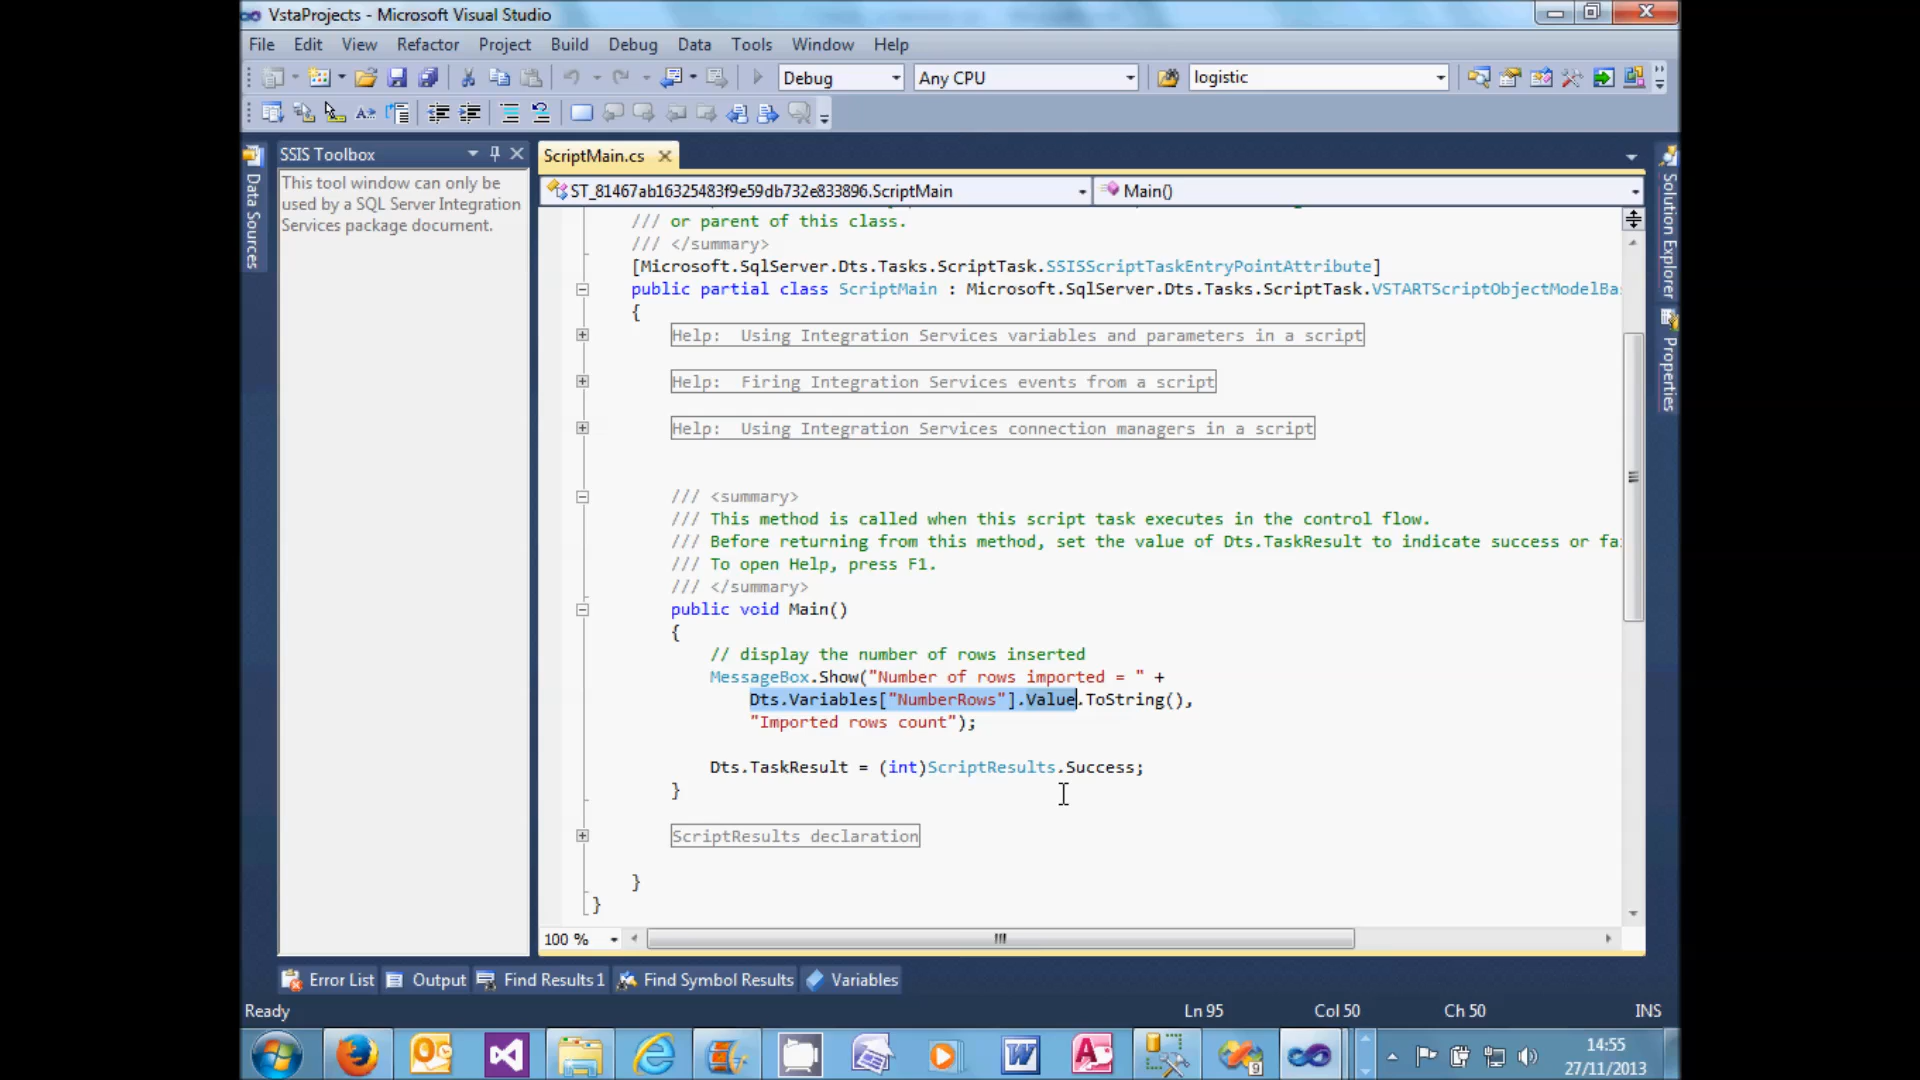 VstaProjects - Microsoft Visual Studio
File Edit View Refactor Project Build Debug Data Tools Window Help
Debug Any CPU logistic
Data Sources
SSIS Toolbox
This tool window can only be
used by a SQL Server Integration
Services package document.
ScriptMain.cs
ST_81467ab16325483f9e59db732e833896.ScriptMain
Main()
/// or parent of this class.
/// </summary>
[Microsoft.SqlServer.Dts.Tasks.ScriptTask.SSISScriptTaskEntryPointAttribute]
public partial class ScriptMain : Microsoft.SqlServer.Dts.Tasks.ScriptTask.VSTARTScriptObjectModelBa
{
Help: Using Integration Services variables and parameters in a script
Help: Firing Integration Services events from a script
Help: Using Integration Services connection managers in a script
/// <summary>
/// This method is called when this script task executes in the control flow.
/// Before returning from this method, set the value of Dts.TaskResult to indicate success or fa
/// To open Help, press F1.
/// </summary>
public void Main()
{
// display the number of rows inserted
MessageBox.Show("Number of rows imported = " +
Dts.Variables["NumberRows"].Value.ToString(),
"Imported rows count");
Dts.TaskResult = (int)ScriptResults.Success;
}
ScriptResults declaration
}
}
100 %
Solution Explorer
Properties
Error List Output Find Results 1 Find Symbol Results Variables
Ready Ln 95 Col 50 Ch 50 INS
14:55
27/11/2013